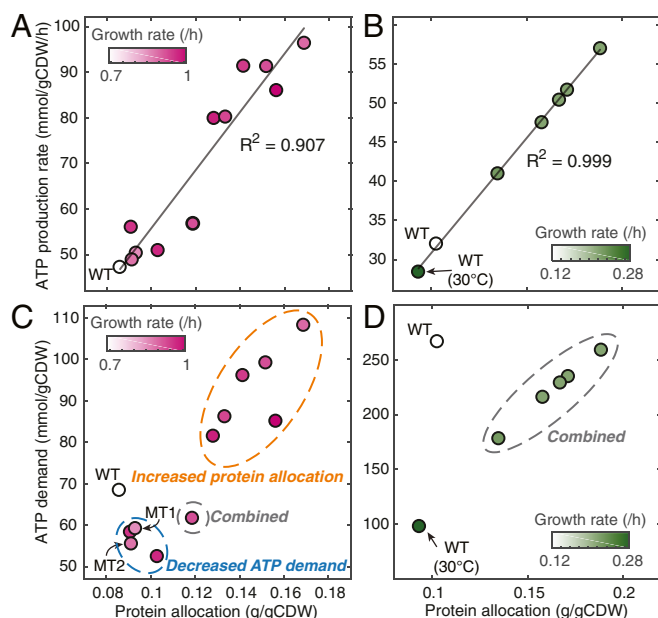 A
Growth rate (/h)
0.7 1
R² = 0.907
WT
ATP production rate (mmol/gCDW/h)
100
90
80
70
60
50
B
55
50
45
40
35
30
R² = 0.999
WT
WT
(30°C)
Growth rate (/h)
0.12 0.28
C
Growth rate (/h)
0.7 1
ATP demand (mmol/gCDW)
110
100
90
80
70
60
50
WT
Increased protein allocation
MT1
Combined
MT2
Decreased ATP demand
0.08 0.1 0.12 0.14 0.16 0.18
Protein allocation (g/gCDW)
D
250
200
150
100
WT
Combined
WT
(30°C)
Growth rate (/h)
0.12 0.28
0.1 0.15 0.2
Protein allocation (g/gCDW)